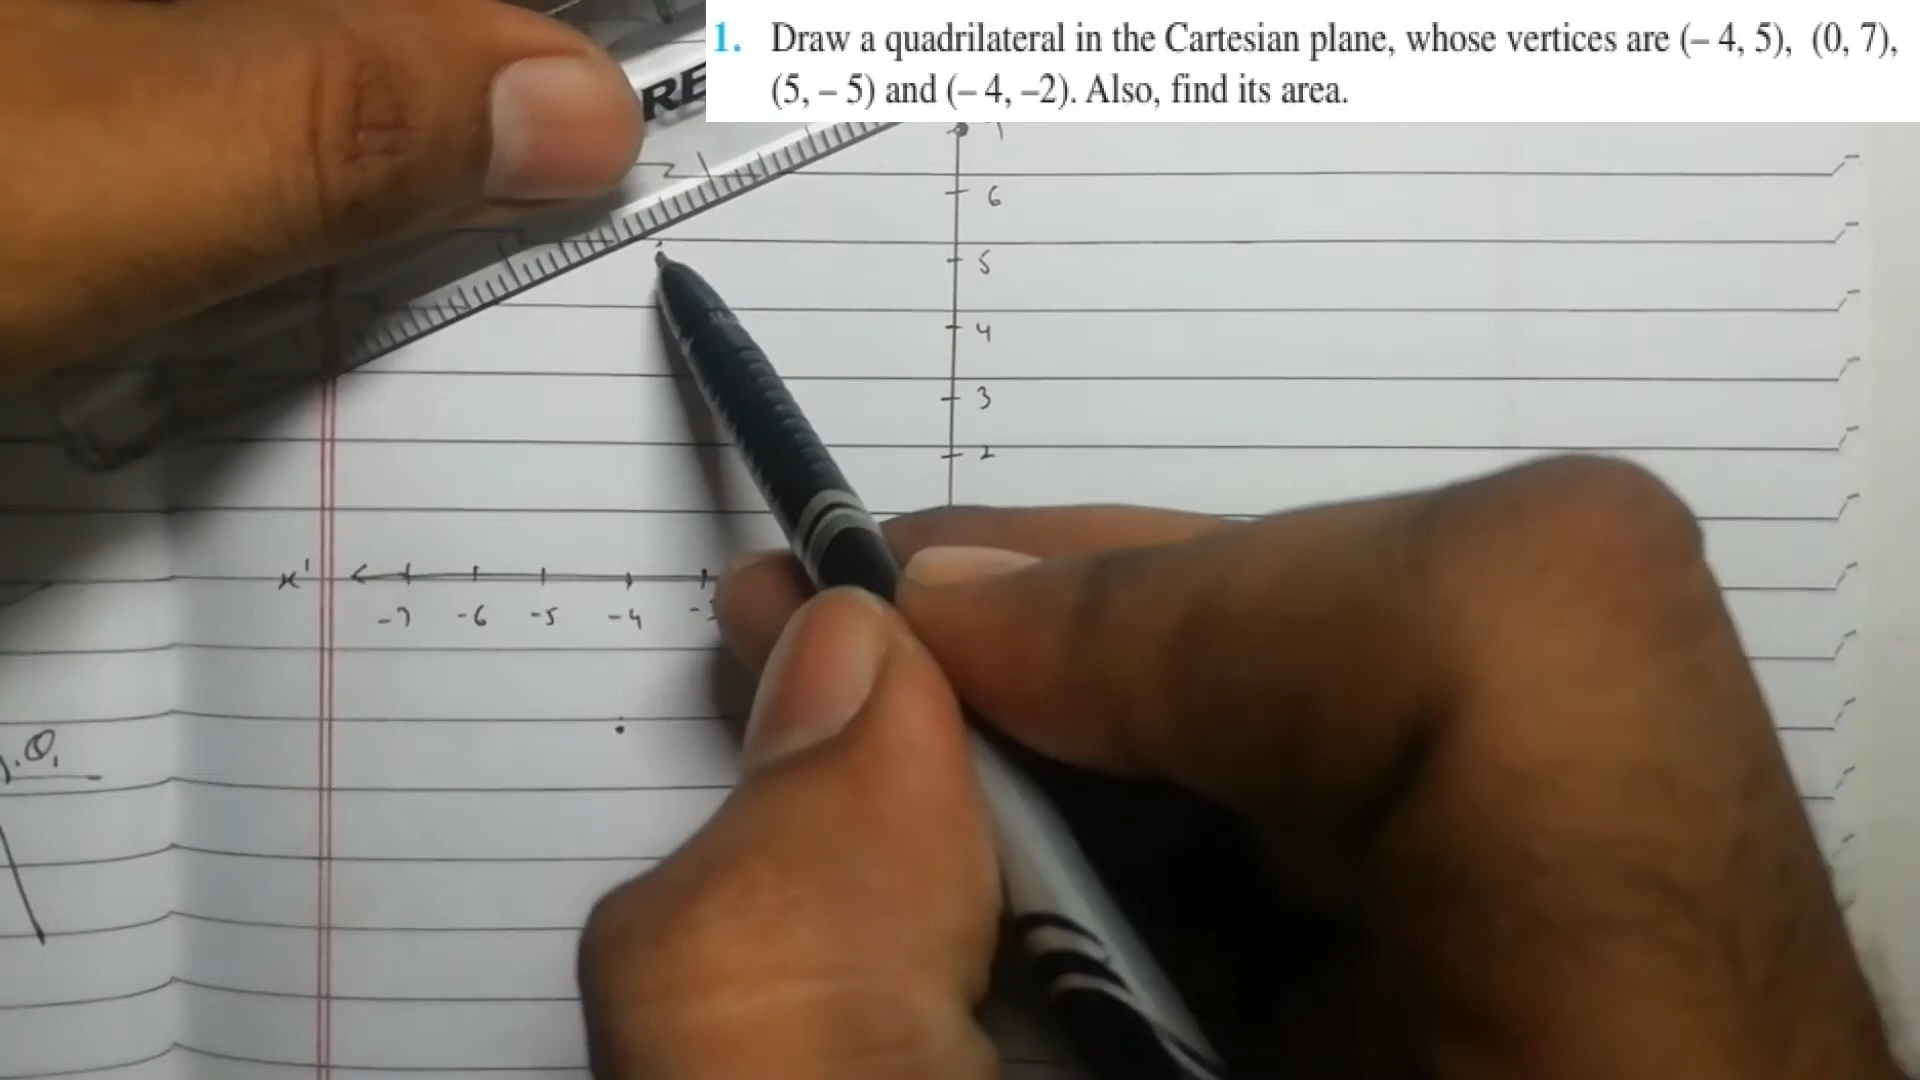 1. Draw a quadrilateral in the Cartesian plane, whose vertices are (– 4, 5), (0, 7),
(5, – 5) and (– 4, –2). Also, find its area.
6
5
4
3
2
x'
-7 -6 -5 -4